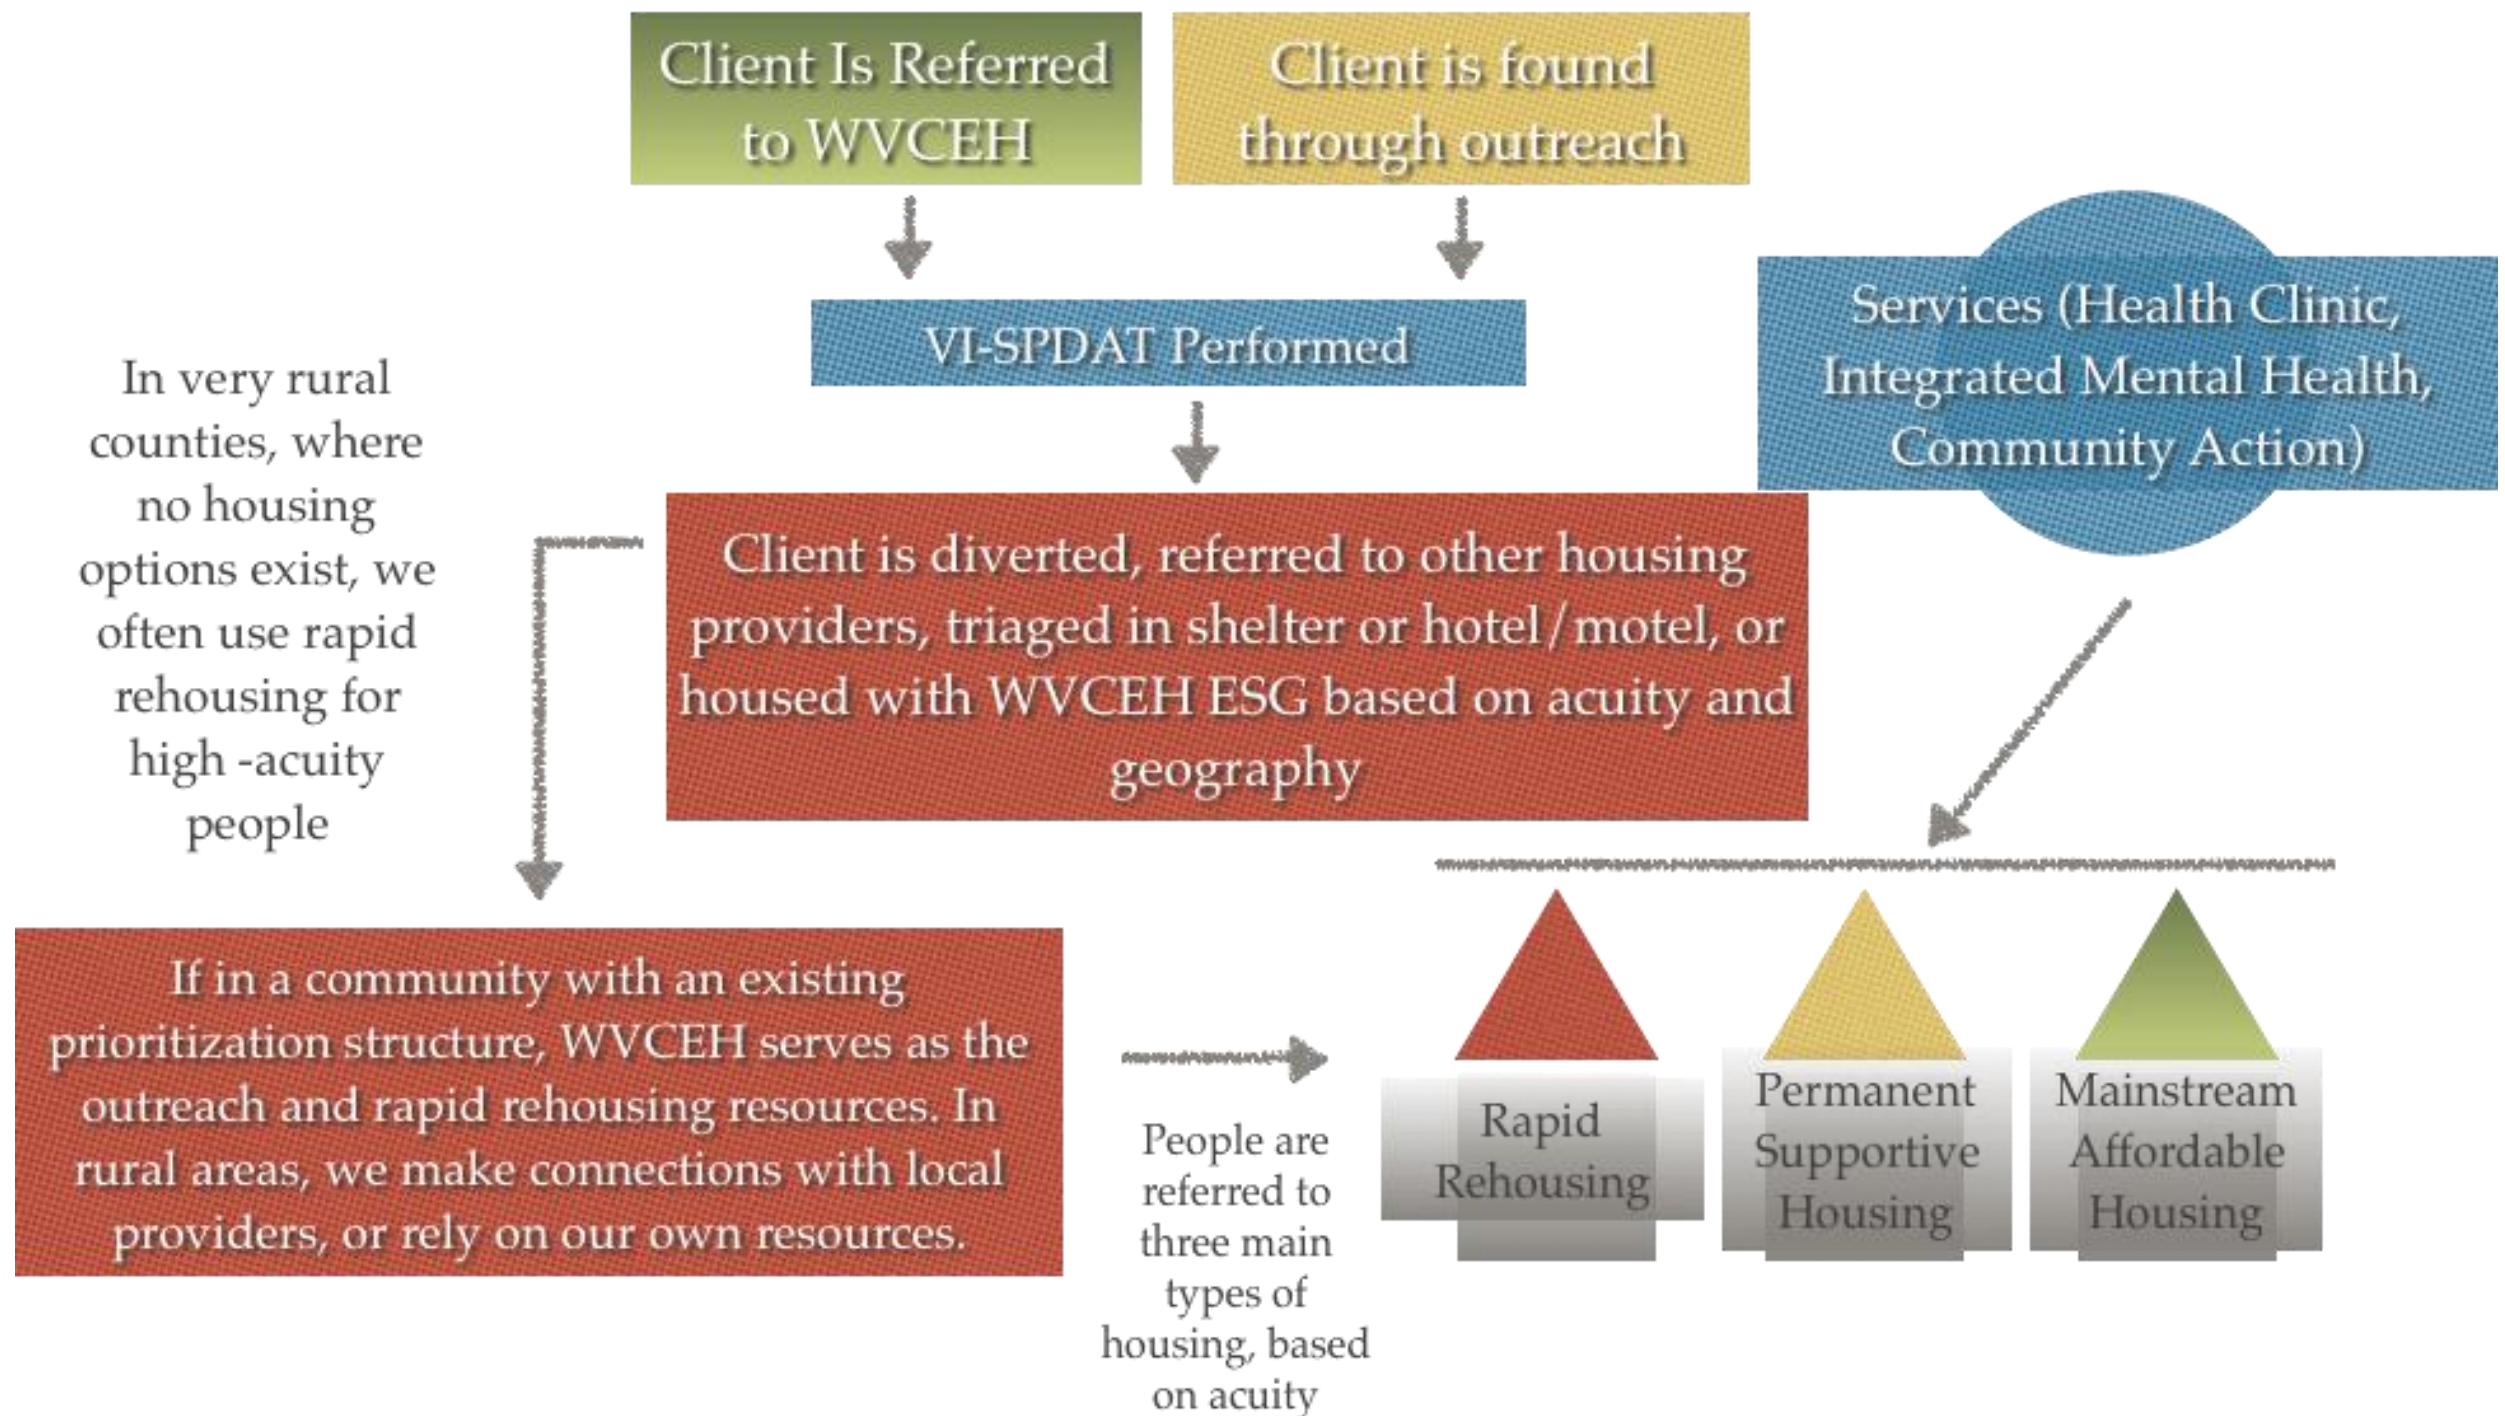 Client Is Referred
to WVCEH
Client is found
through outreach
VI-SPDAT Performed
Services (Health Clinic,
Integrated Mental Health,
Community Action)
In very rural
counties, where
no housing
options exist, we
often use rapid
rehousing for
high -acuity
people
Client is diverted, referred to other housing
providers, triaged in shelter or hotel/motel, or
housed with WVCEH ESG based on acuity and
geography
If in a community with an existing
prioritization structure, WVCEH serves as the
outreach and rapid rehousing resources. In
rural areas, we make connections with local
providers, or rely on our own resources.
People are
referred to
three main
types of
housing, based
on acuity
Rapid
Rehousing
Permanent
Supportive
Housing
Mainstream
Affordable
Housing